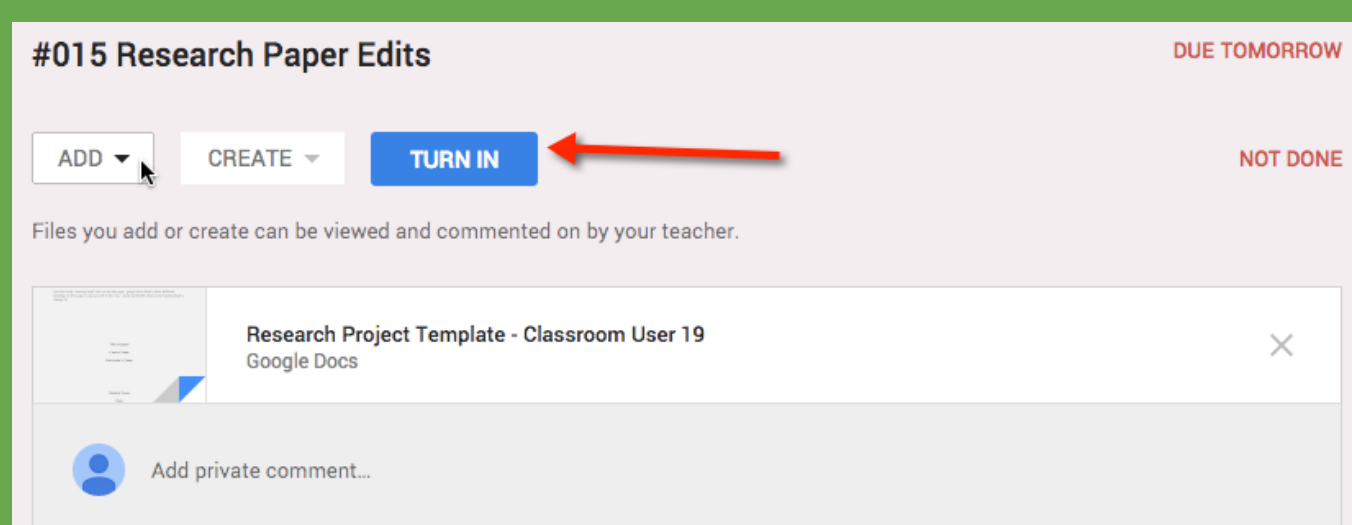 #015 Research Paper Edits
DUE TOMORROW
ADD
CREATE
TURN IN
NOT DONE
Files you add or create can be viewed and commented on by your teacher.
Research Project Template - Classroom User 19
Google Docs
Add private comment...